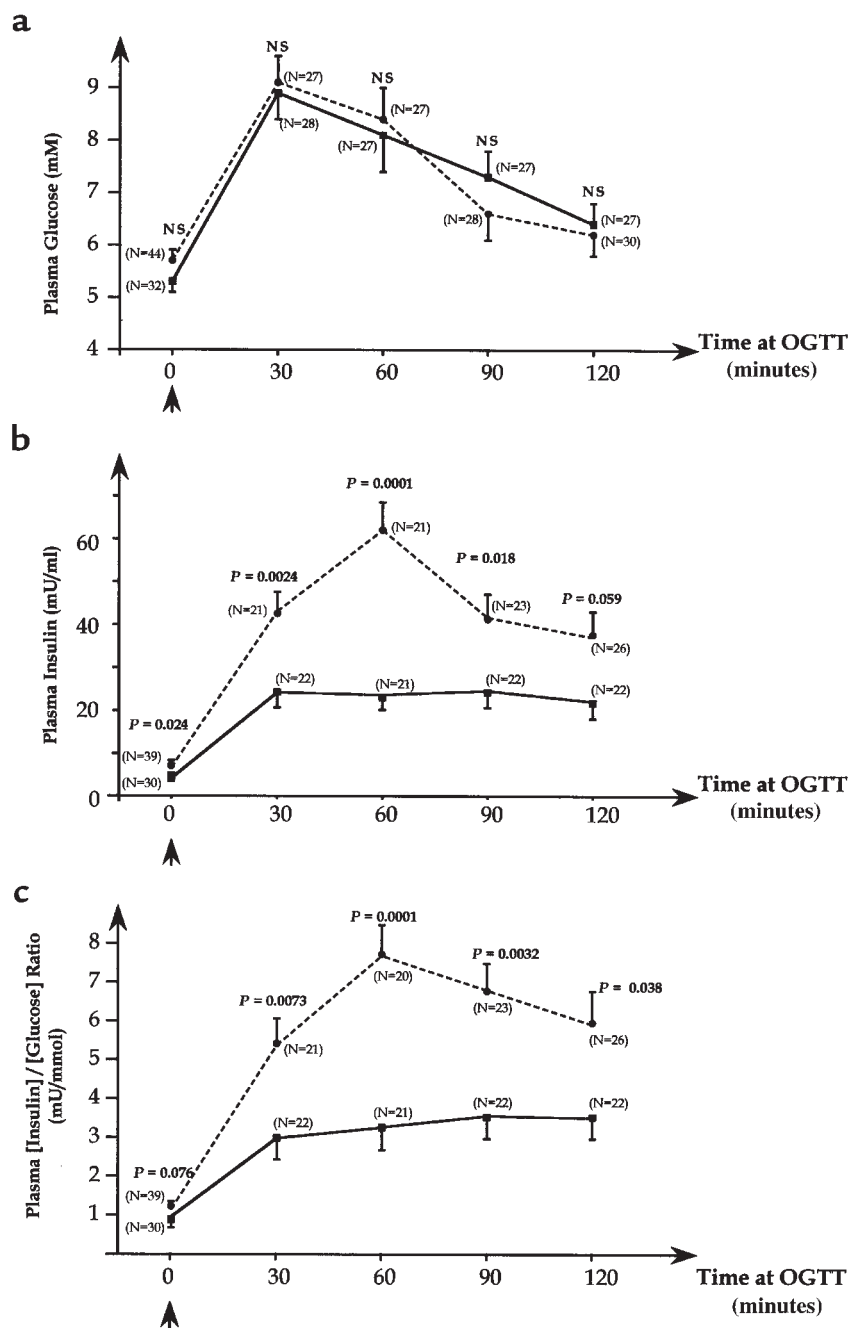 a
Plasma Glucose (mM)
9
8
7
6
5
4
NS
NS
NS
NS
NS
(N=44)
(N=32)
(N=27)
(N=28)
(N=27)
(N=27)
(N=27)
(N=28)
(N=27)
(N=30)
0
30
60
90
120
Time at OGTT
(minutes)
b
Plasma Insulin (mU/ml)
60
40
20
0
P = 0.024
P = 0.0024
P = 0.0001
P = 0.018
P = 0.059
(N=39)
(N=30)
(N=21)
(N=22)
(N=21)
(N=21)
(N=23)
(N=22)
(N=26)
(N=22)
0
30
60
90
120
Time at OGTT
(minutes)
c
Plasma [Insulin] / [Glucose] Ratio
(mU/mmol)
8
7
6
5
4
3
2
1
P = 0.076
P = 0.0073
P = 0.0001
P = 0.0032
P = 0.038
(N=39)
(N=30)
(N=21)
(N=22)
(N=20)
(N=21)
(N=23)
(N=22)
(N=26)
(N=22)
0
30
60
90
120
Time at OGTT
(minutes)